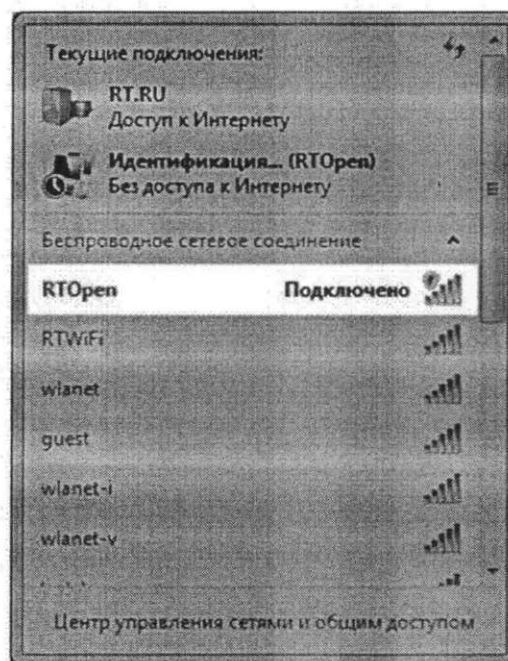 Текущие подключения:
RT.RU
Доступ к Интернету
Идентификация... (RTOpen)
Без доступа к Интернету
Беспроводное сетевое соединение
RTOpen Подключено
RTWiFi
wlanet
guest
wlanet-i
wlanet-v
Центр управления сетями и общим доступом